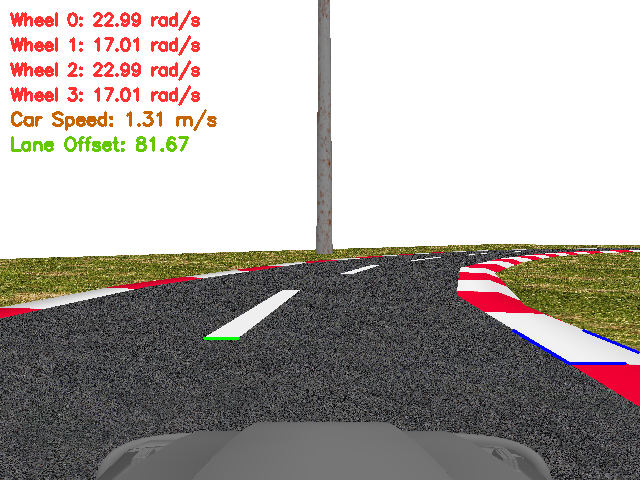 Wheel 0: 22.99 rad/s
Wheel 1: 17.01 rad/s
Wheel 2: 22.99 rad/s
Wheel 3: 17.01 rad/s
Car Speed: 1.31 m/s
Lane Offset: 81.67